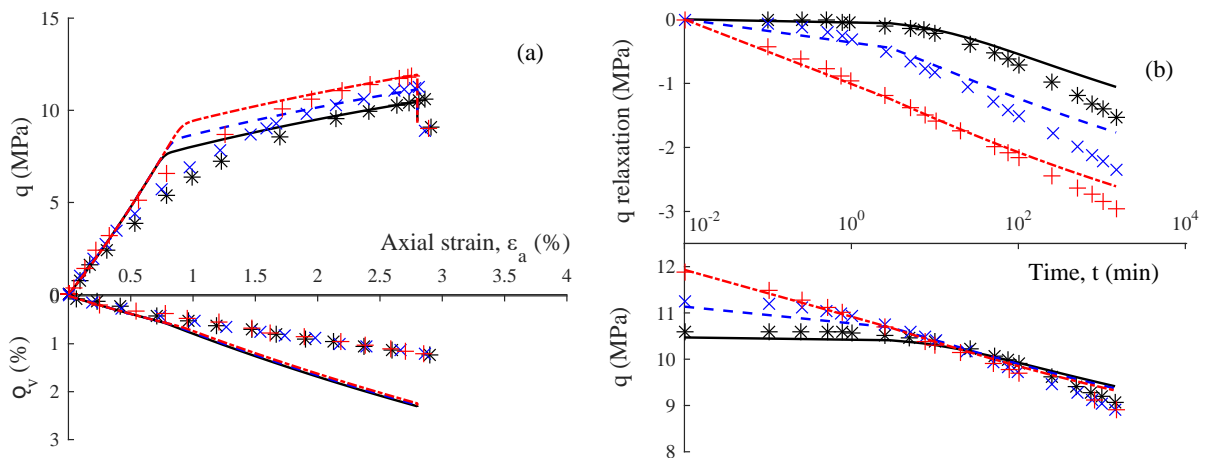 15
10
5
0
q (MPa)
(a)
Axial strain, ε_a (%)
0.5 1 1.5 2 2.5 3 3.5 4
0
1
2
3
ϱ_v (%)
0
-1
-2
-3
q relaxation (MPa)
(b)
10^-2 10^0 10^2 10^4
Time, t (min)
12
11
10
9
8
q (MPa)